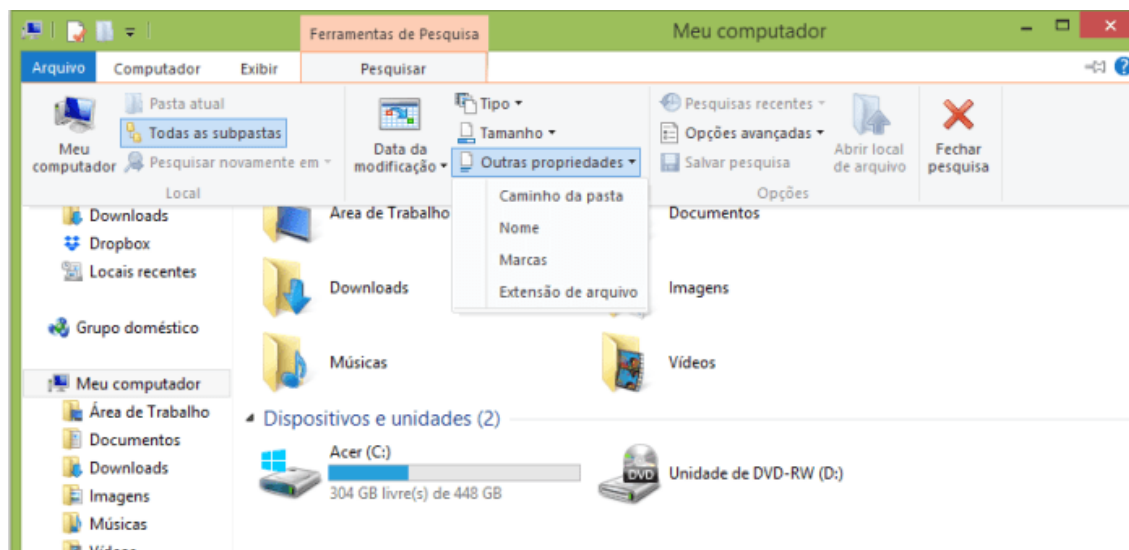 Ferramentas de Pesquisa
Meu computador
Arquivo
Computador
Exibir
Pesquisar
Meu computador
Pasta atual
Todas as subpastas
Pesquisar novamente em
Local
Data da modificação
Tipo
Tamanho
Outras propriedades
Caminho da pasta
Nome
Marcas
Extensão de arquivo
Pesquisas recentes
Opções avançadas
Salvar pesquisa
Abrir local de arquivo
Opções
Fechar pesquisa
Downloads
Dropbox
Locais recentes
Grupo doméstico
Meu computador
Área de Trabalho
Documentos
Downloads
Imagens
Músicas
Vídeos
Área de Trabalho
Documentos
Downloads
Imagens
Músicas
Vídeos
Dispositivos e unidades (2)
Acer (C:)
304 GB livre(s) de 448 GB
DVD
Unidade de DVD-RW (D:)